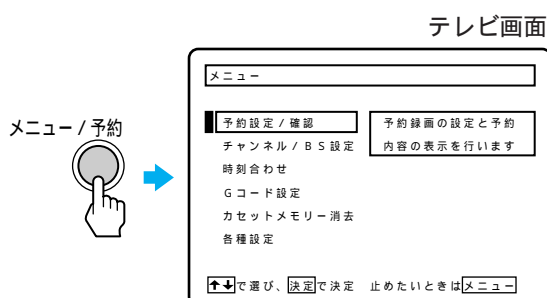 テレビ画面
メニュー
メニュー / 予約
予約設定 / 確認
チャンネル / BS設定
時刻合わせ
Gコード設定
カセットメモリー消去
各種設定
予約録画の設定と予約
内容の表示を行います
↑↓で選び、決定で決定 止めたいときはメニュー